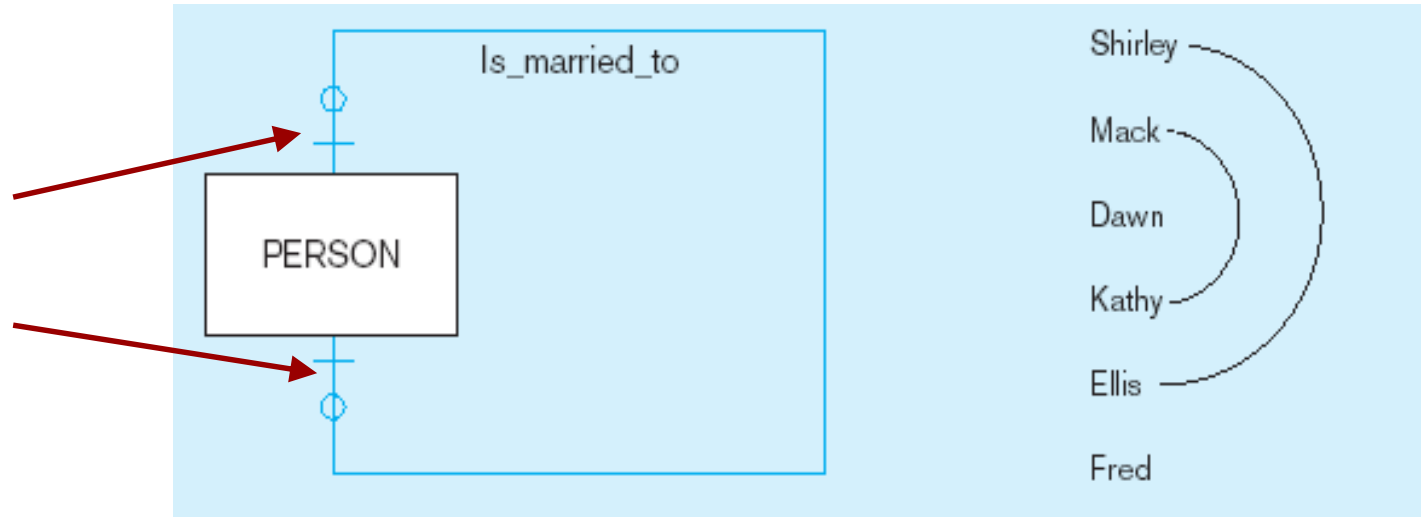 Is_married_to
PERSON
Shirley
Mack
Dawn
Kathy
Ellis
Fred